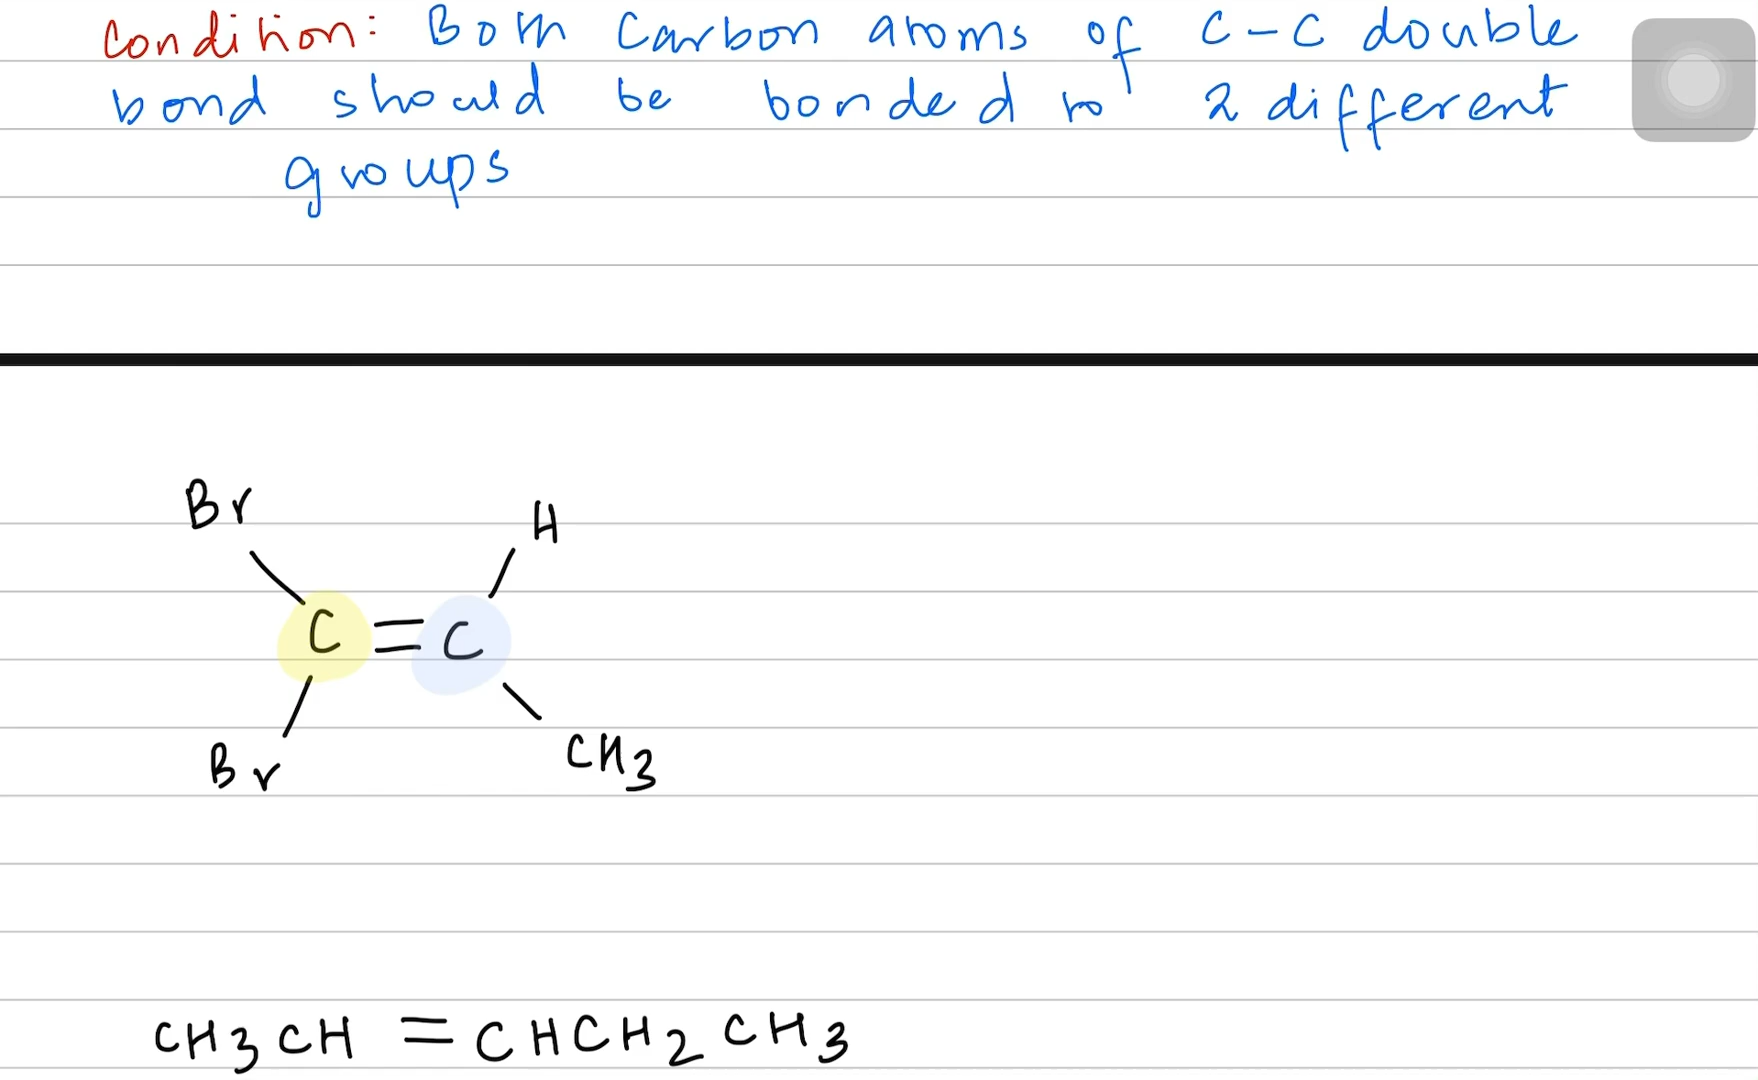 Condition: Both Carbon atoms of C-C double
bond should be bonded to 2 different
groups
Br
H
C=C
Br
CH3
CH3CH=CHCH2CH3